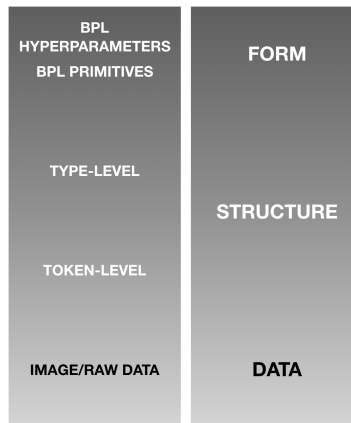 BPL
HYPERPARAMETERS
BPL PRIMITIVES
TYPE-LEVEL
TOKEN-LEVEL
IMAGE/RAW DATA
FORM
STRUCTURE
DATA